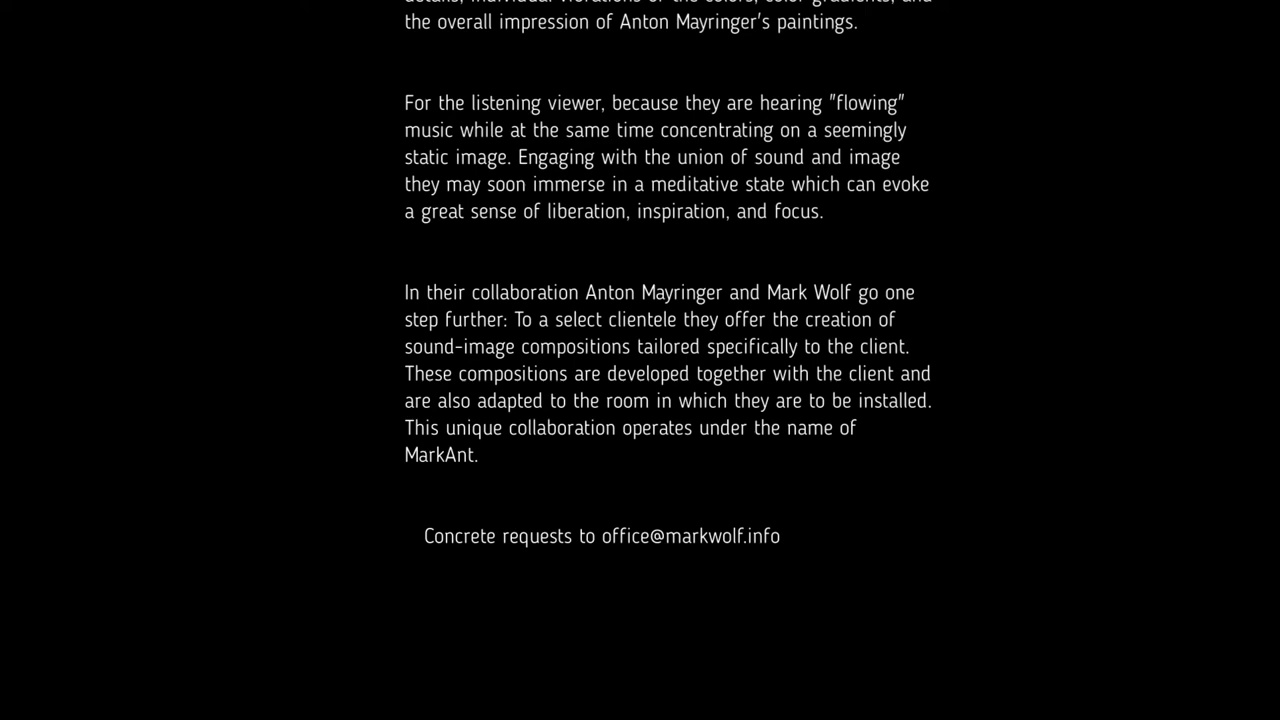 details, individual vibrations of the colors, color gradients, and
the overall impression of Anton Mayringer's paintings.
For the listening viewer, because they are hearing "flowing"
music while at the same time concentrating on a seemingly
static image. Engaging with the union of sound and image
they may soon immerse in a meditative state which can evoke
a great sense of liberation, inspiration, and focus.
In their collaboration Anton Mayringer and Mark Wolf go one
step further: To a select clientele they offer the creation of
sound-image compositions tailored specifically to the client.
These compositions are developed together with the client and
are also adapted to the room in which they are to be installed.
This unique collaboration operates under the name of
MarkAnt.
Concrete requests to office@markwolf.info